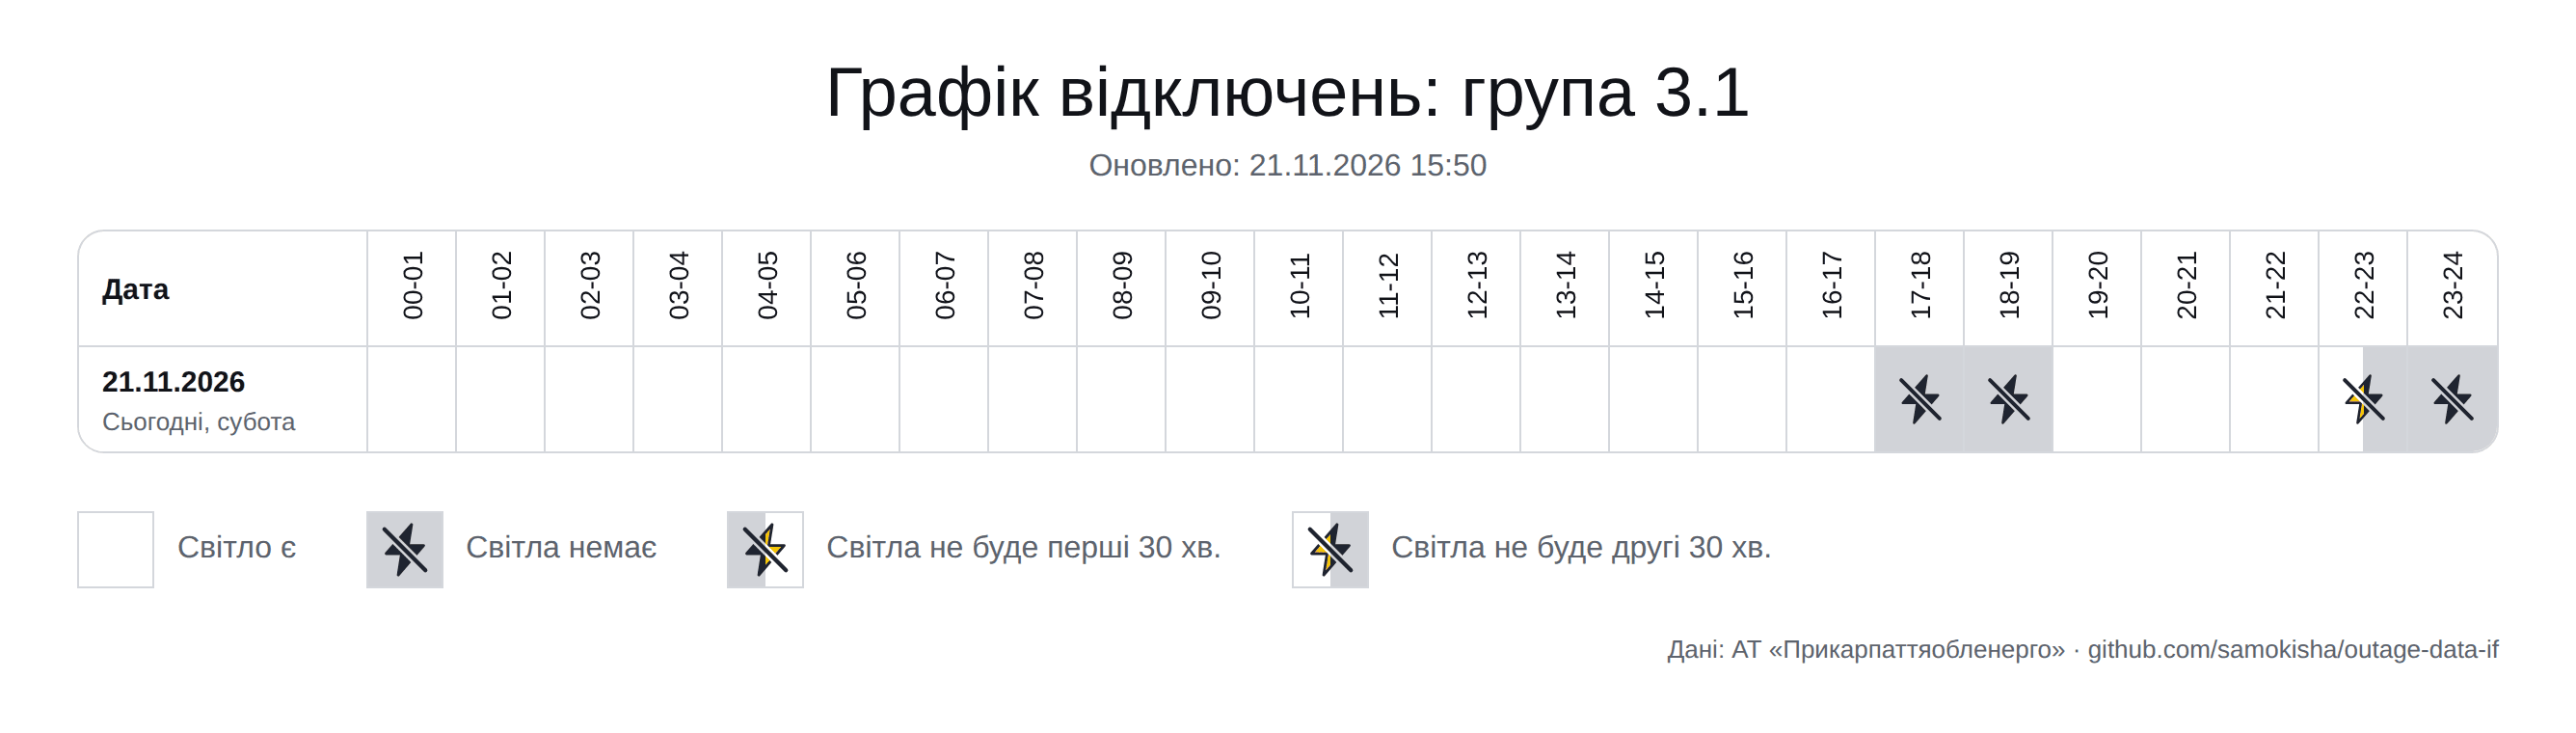 Графік відключень: група 3.1
Оновлено: 21.11.2026 15:50
Дата 00-01 01-02 02-03 03-04 04-05 05-06 06-07 07-08 08-09 09-10 10-11 11-12 12-13 13-14 14-15 15-16 16-17 17-18 18-19 19-20 20-21 21-22 22-23 23-24
21.11.2026
Сьогодні, субота
Світло є Світла немає Світла не буде перші 30 хв. Світла не буде другі 30 хв.
Дані: АТ «Прикарпаттяобленерго» · github.com/samokisha/outage-data-if